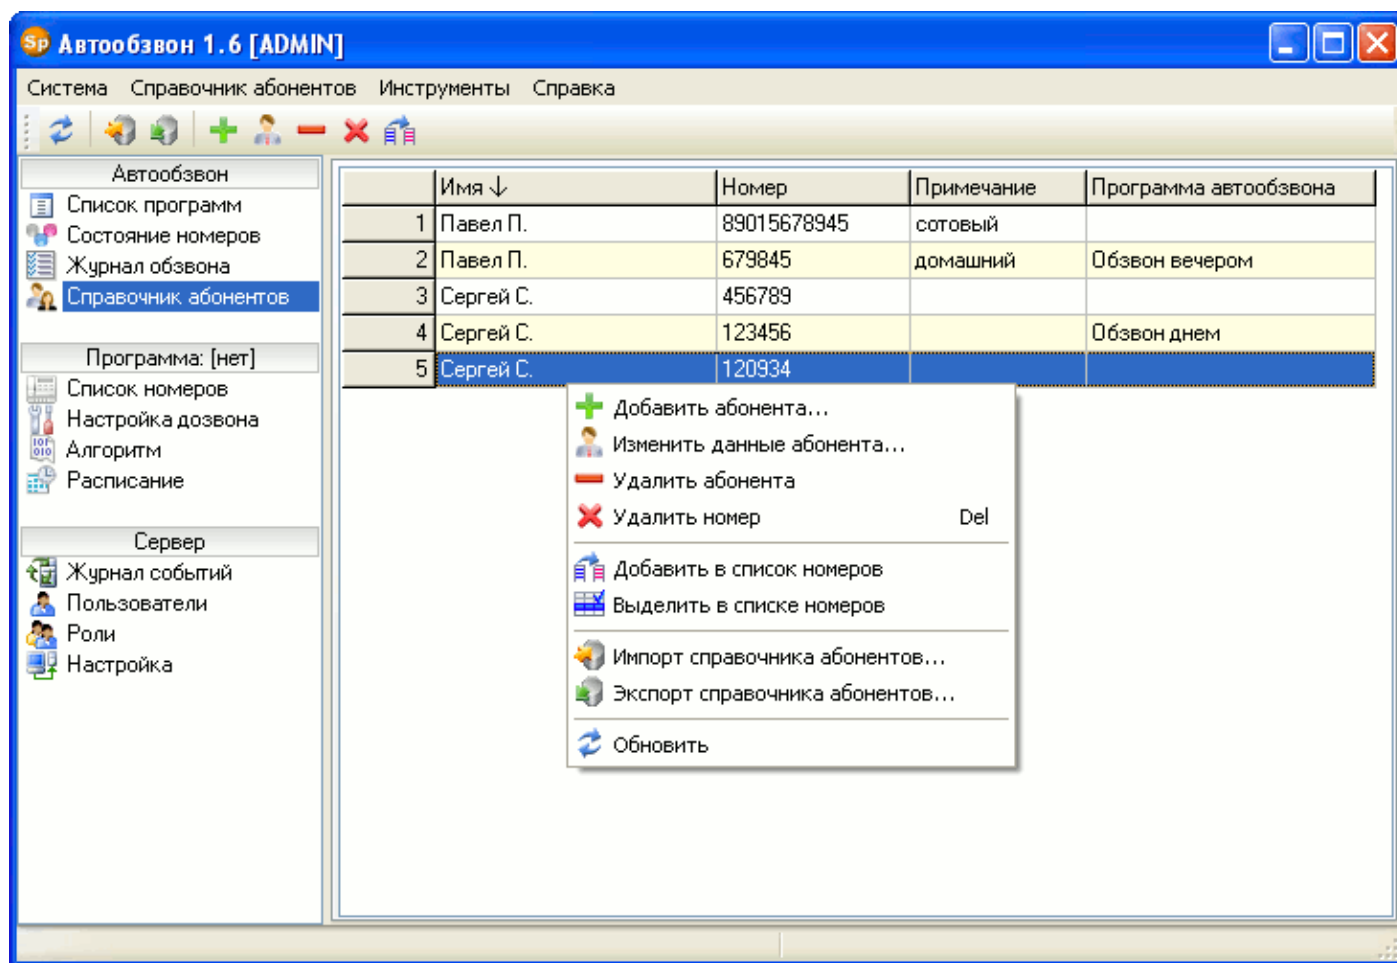 Sp Автообзвон 1.6 [ADMIN]
Система Справочник абонентов Инструменты Справка
Автообзвон
Список программ
Состояние номеров
Журнал обзвона
Справочник абонентов
Программа: [нет]
Список номеров
Настройка дозвона
Алгоритм
Расписание
Сервер
Журнал событий
Пользователи
Роли
Настройка
Имя Номер Примечание Программа автообзвона
1 Павел П. 89015678945 сотовый
2 Павел П. 679845 домашний Обзвон вечером
3 Сергей С. 456789
4 Сергей С. 123456 Обзвон днем
5 Сергей С. 120934
Добавить абонента...
Изменить данные абонента...
Удалить абонента
Удалить номер Del
Добавить в список номеров
Выделить в списке номеров
Импорт справочника абонентов...
Экспорт справочника абонентов...
Обновить